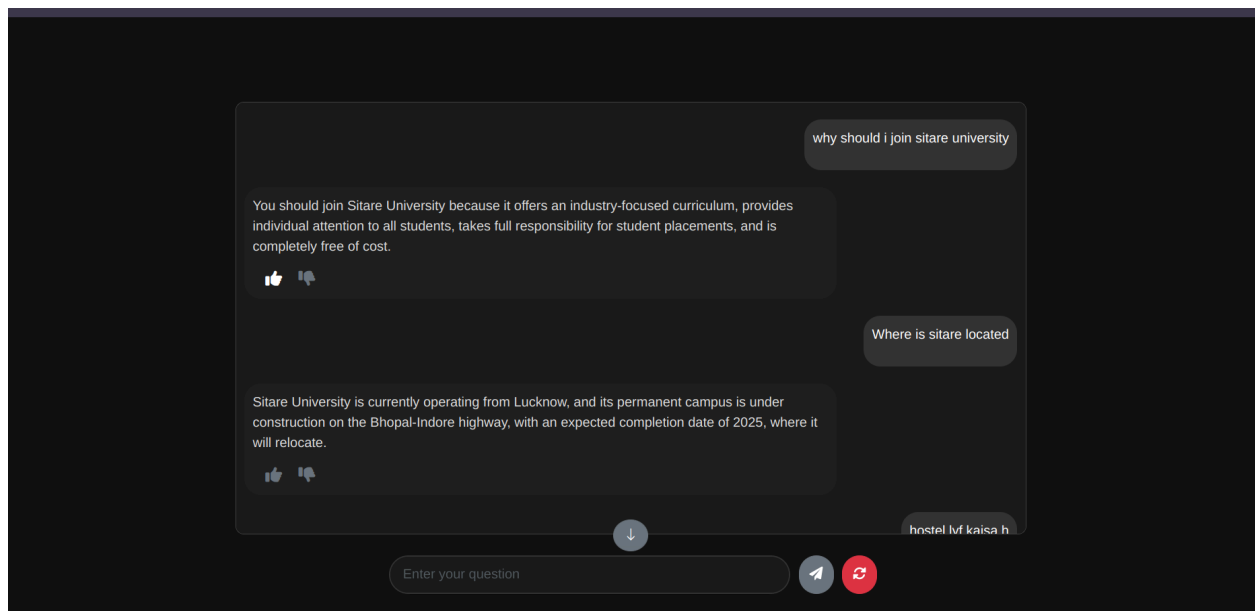 why should i join sitare university
You should join Sitare University because it offers an industry-focused curriculum, provides
individual attention to all students, takes full responsibility for student placements, and is
completely free of cost.
Where is sitare located
Sitare University is currently operating from Lucknow, and its permanent campus is under
construction on the Bhopal-Indore highway, with an expected completion date of 2025, where it
will relocate.
hostel lyf kaisa h
Enter your question